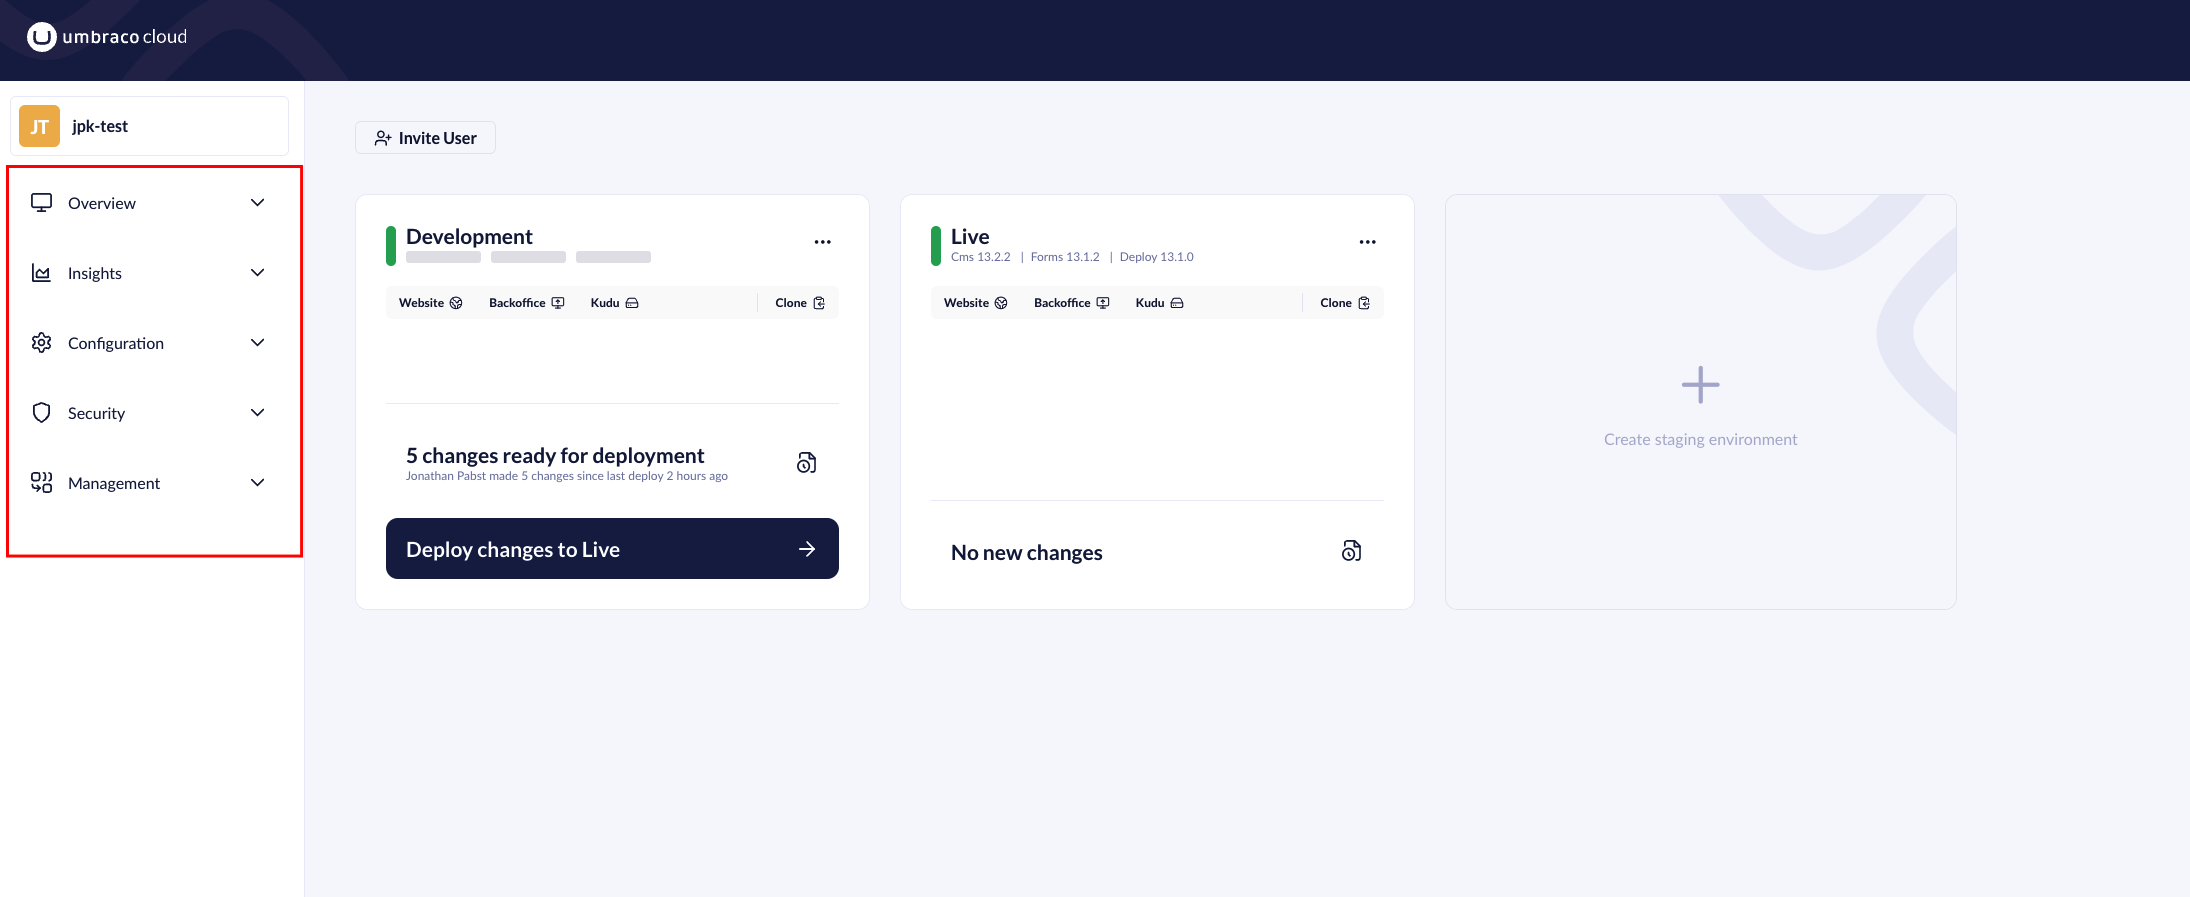 umbraco cloud
JT
jpk-test
Overview
Insights
Configuration
Security
Management
Invite User
Development
Website
Backoffice
Kudu
Clone
5 changes ready for deployment
Jonathan Pabst made 5 changes since last deploy 2 hours ago
Deploy changes to Live
Live
Cms 13.2.2 | Forms 13.1.2 | Deploy 13.1.0
Website
Backoffice
Kudu
Clone
No new changes
Create staging environment